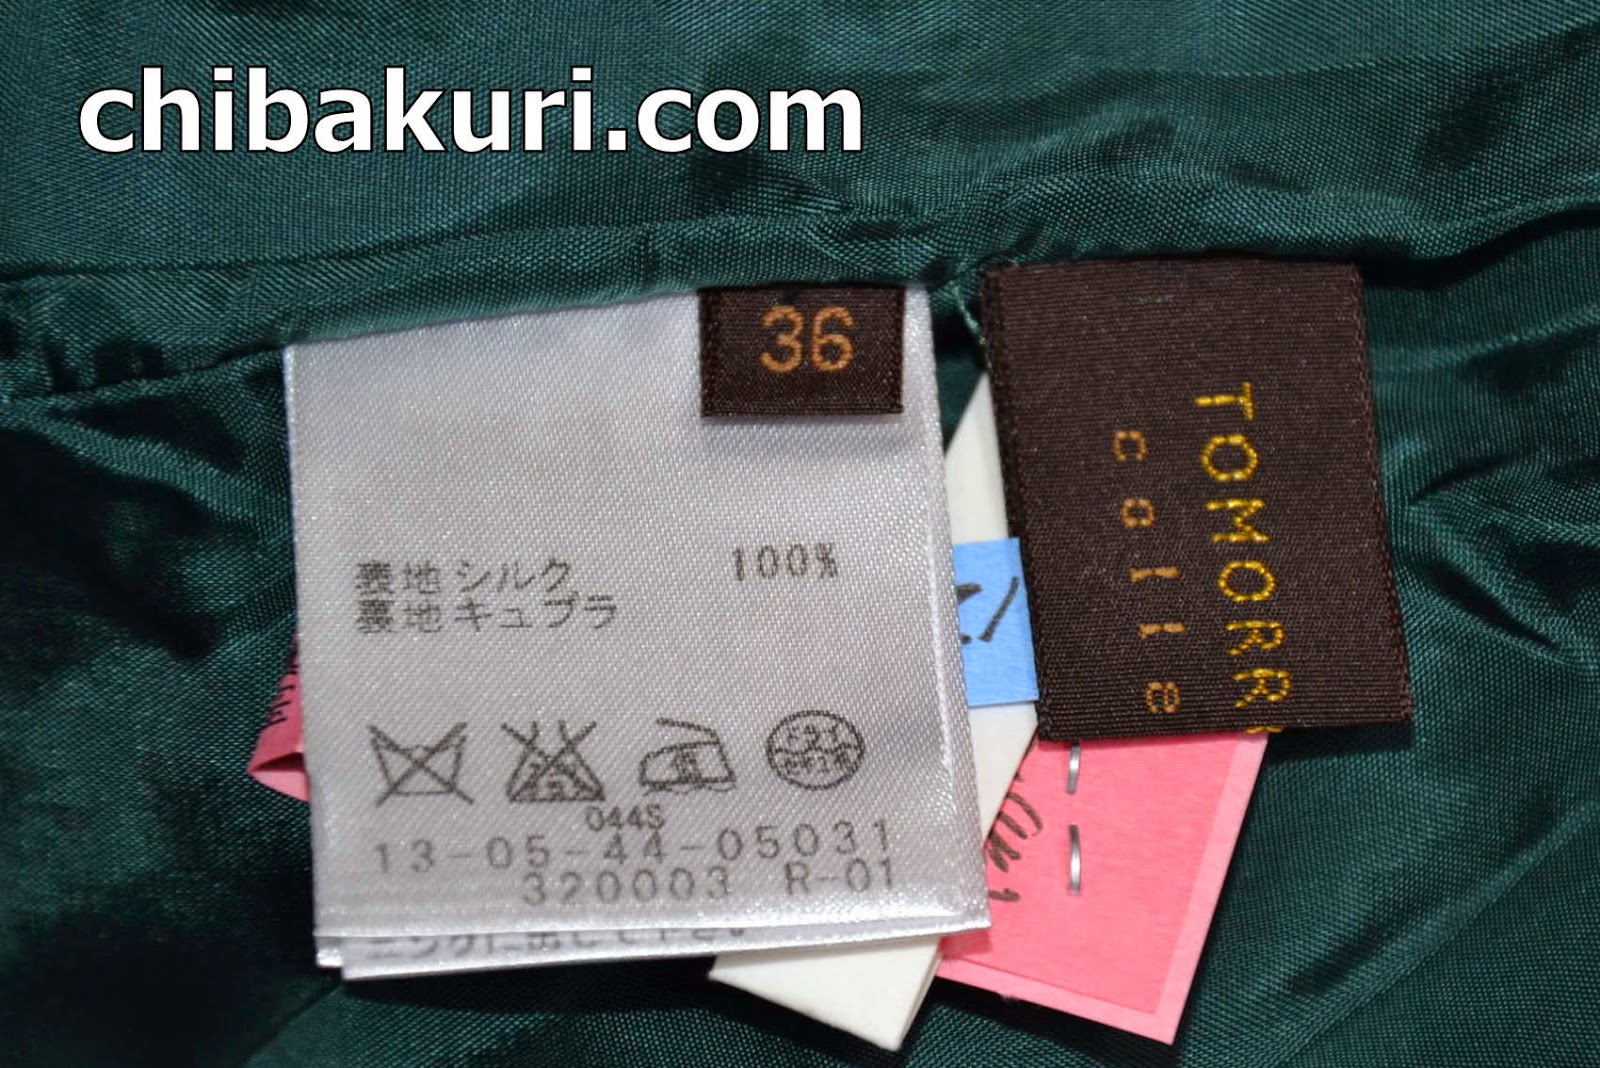 chibakuri.com
36
表地 シルク 100%
裏地 キュプラ
044S
13-05-44-05031
320003 R-01
TOMORR
colle